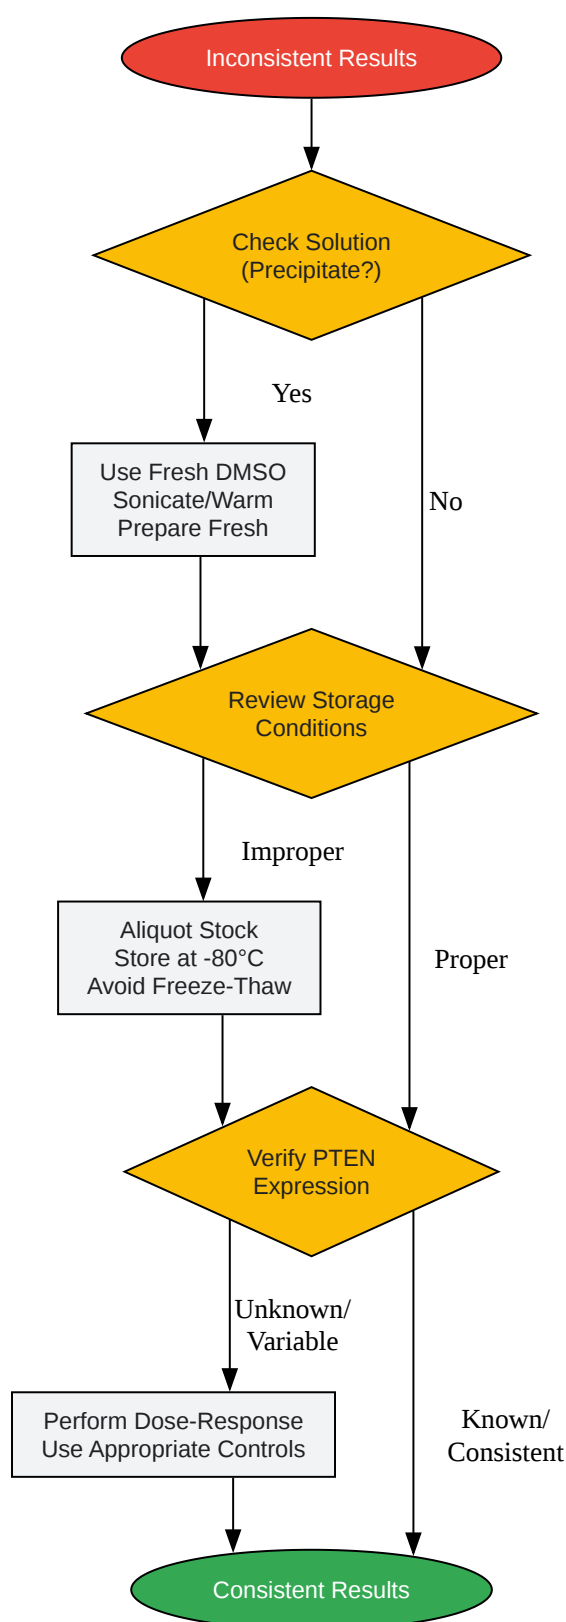 Inconsistent Results
Check Solution
(Precipitate?)
Yes
Use Fresh DMSO
Sonicate/Warm
Prepare Fresh
No
Review Storage
Conditions
Improper
Aliquot Stock
Store at -80°C
Avoid Freeze-Thaw
Proper
Verify PTEN
Expression
Unknown/
Variable
Perform Dose-Response
Use Appropriate Controls
Known/
Consistent
Consistent Results